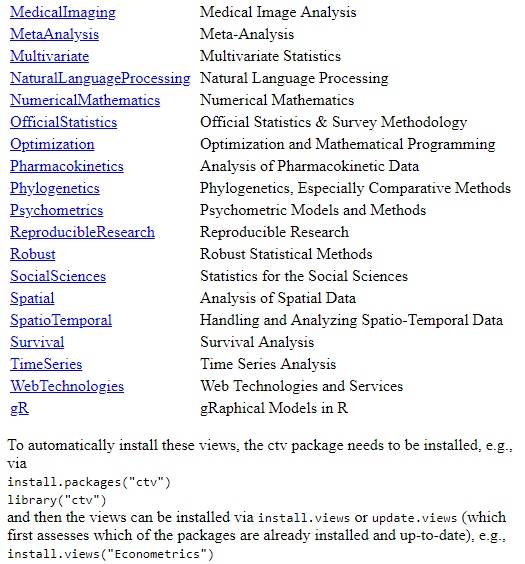 MedicalImaging Medical Image Analysis
MetaAnalysis Meta-Analysis
Multivariate Multivariate Statistics
NaturalLanguageProcessing Natural Language Processing
NumericalMathematics Numerical Mathematics
OfficialStatistics Official Statistics & Survey Methodology
Optimization Optimization and Mathematical Programming
Pharmacokinetics Analysis of Pharmacokinetic Data
Phylogenetics Phylogenetics, Especially Comparative Methods
Psychometrics Psychometric Models and Methods
ReproducibleResearch Reproducible Research
Robust Robust Statistical Methods
SocialSciences Statistics for the Social Sciences
Spatial Analysis of Spatial Data
SpatioTemporal Handling and Analyzing Spatio-Temporal Data
Survival Survival Analysis
TimeSeries Time Series Analysis
WebTechnologies Web Technologies and Services
gR gRaphical Models in R
To automatically install these views, the ctv package needs to be installed, e.g.,
via
install.packages("ctv")
library("ctv")
and then the views can be installed via install.views or update.views (which
first assesses which of the packages are already installed and up-to-date), e.g.,
install.views("Econometrics")